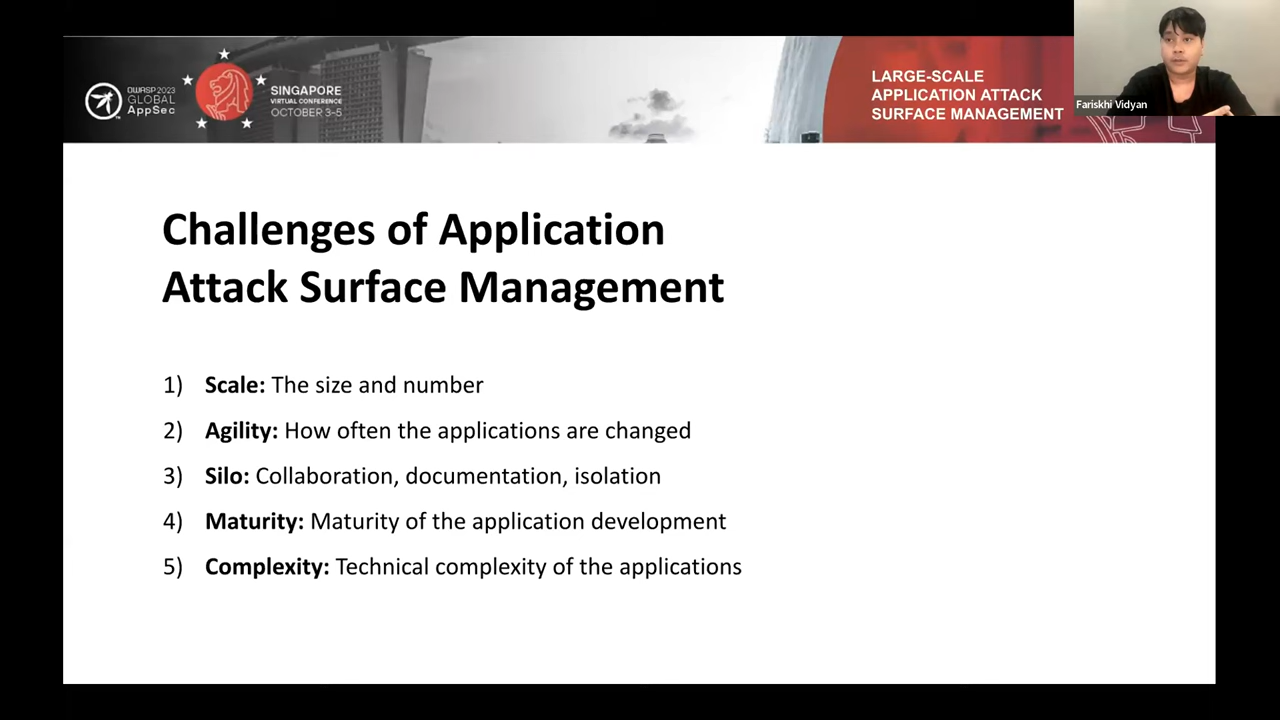 OWASP 2023
GLOBAL
AppSec
SINGAPORE
VIRTUAL CONFERENCE
OCTOBER 3-5
LARGE-SCALE
APPLICATION ATTACK
SURFACE MANAGEMENT
Fariskhi Vidyan
Challenges of Application
Attack Surface Management
1) Scale: The size and number
2) Agility: How often the applications are changed
3) Silo: Collaboration, documentation, isolation
4) Maturity: Maturity of the application development
5) Complexity: Technical complexity of the applications